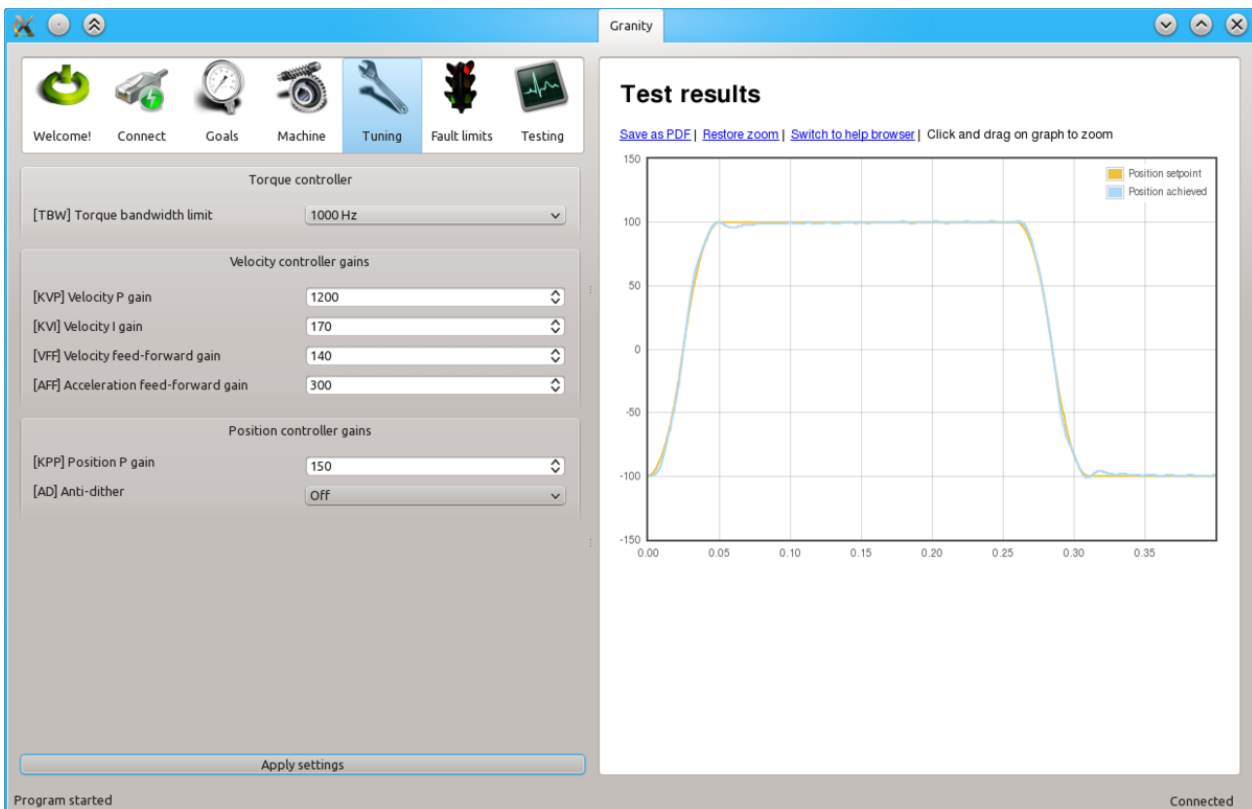 Granity
Welcome! Connect Goals Machine Tuning Fault limits Testing
Torque controller
[TBW] Torque bandwidth limit 1000 Hz
Velocity controller gains
[KVP] Velocity P gain 1200
[KVI] Velocity I gain 170
[VFF] Velocity feed-forward gain 140
[AFF] Acceleration feed-forward gain 300
Position controller gains
[KPP] Position P gain 150
[AD] Anti-dither Off
Apply settings
Test results
Save as PDF | Restore zoom | Switch to help browser | Click and drag on graph to zoom
150
Position setpoint
Position achieved
100
50
0
-50
-100
-150
0.00 0.05 0.10 0.15 0.20 0.25 0.30 0.35
Program started Connected